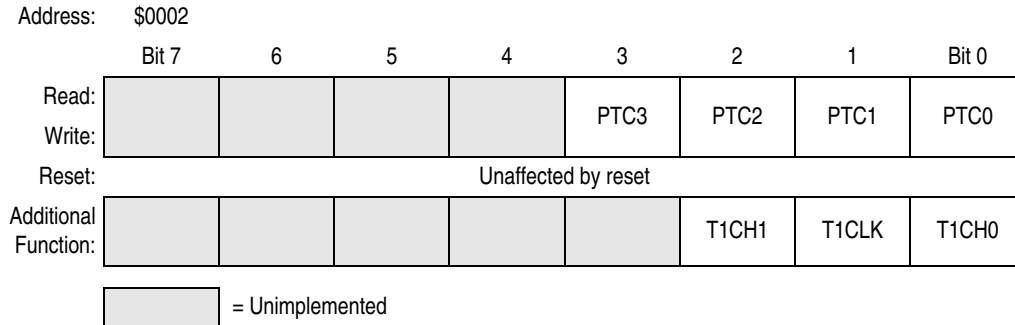 Address: $0002
Bit 7 6 5 4 3 2 1 Bit 0
Read:
Write:
PTC3 PTC2 PTC1 PTC0
Reset: Unaffected by reset
Additional
Function:
T1CH1 T1CLK T1CH0
= Unimplemented